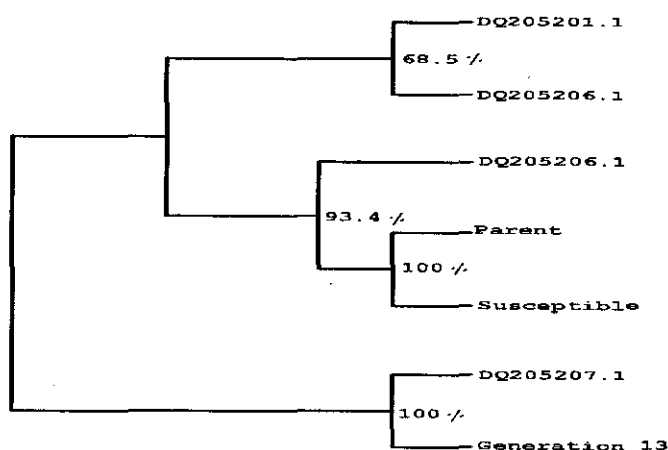 DQ205201.1
68.5 %
DQ205206.1
DQ205206.1
93.4 %
Parent
100 %
Susceptible
DQ205207.1
100 %
Generation 13